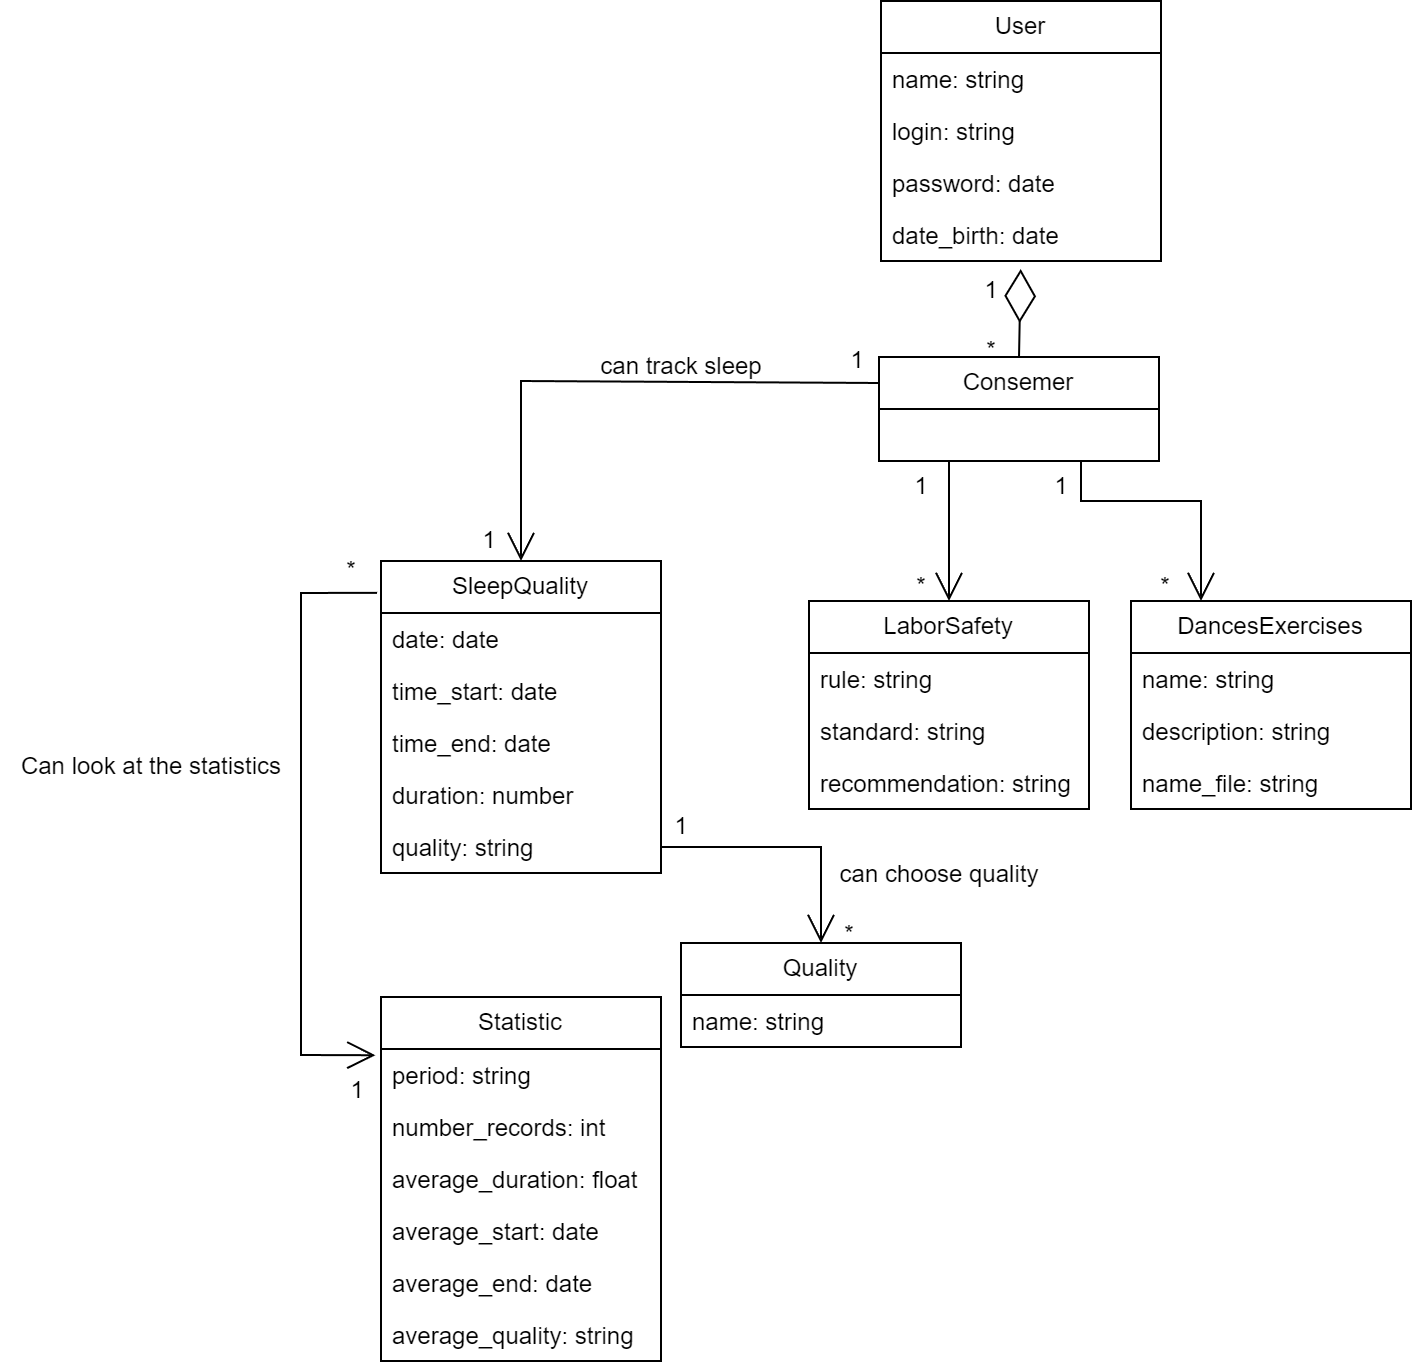 User
name: string
login: string
password: date
date_birth: date
1
*
can track sleep
1
Consemer
1
1
1
*
SleepQuality
date: date
time_start: date
time_end: date
duration: number
quality: string
*
*
LaborSafety
rule: string
standard: string
recommendation: string
DancesExercises
name: string
description: string
name_file: string
Can look at the statistics
1
can choose quality
*
Quality
name: string
Statistic
period: string
number_records: int
average_duration: float
average_start: date
average_end: date
average_quality: string
1